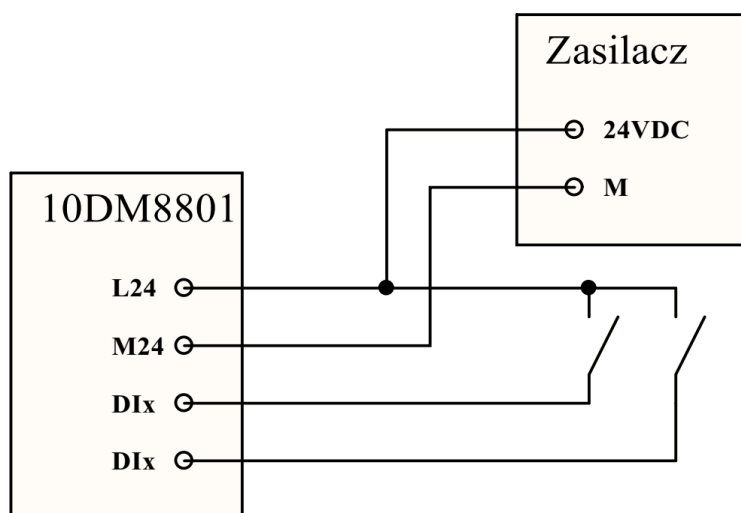 Zasilacz
24VDC
M
10DM8801
L24
M24
DIx
DIx